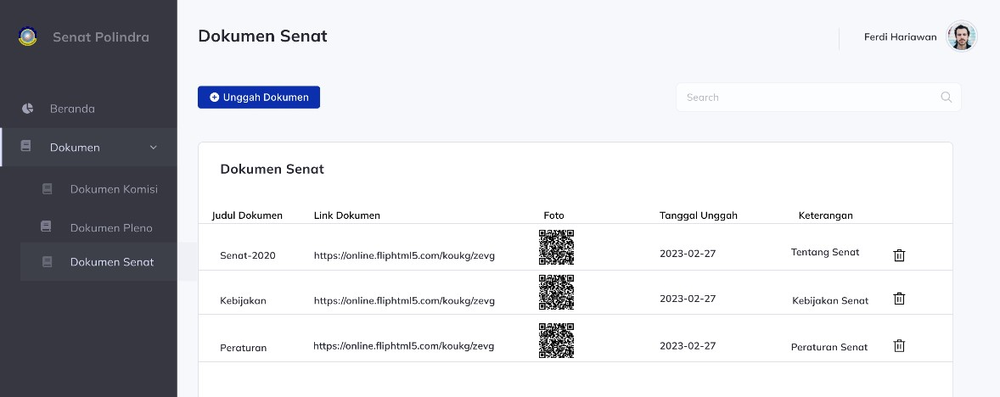 Senat Polindra
Dokumen Senat
Ferdi Hariawan
Beranda
Dokumen
Dokumen Komisi
Dokumen Pleno
Dokumen Senat
Unggah Dokumen
Search
Dokumen Senat
Judul Dokumen Link Dokumen Foto Tanggal Unggah Keterangan
Senat-2020 https://online.fliphtml5.com/koukg/zevg 2023-02-27 Tentang Senat
Kebijakan https://online.fliphtml5.com/koukg/zevg 2023-02-27 Kebijakan Senat
Peraturan https://online.fliphtml5.com/koukg/zevg 2023-02-27 Peraturan Senat